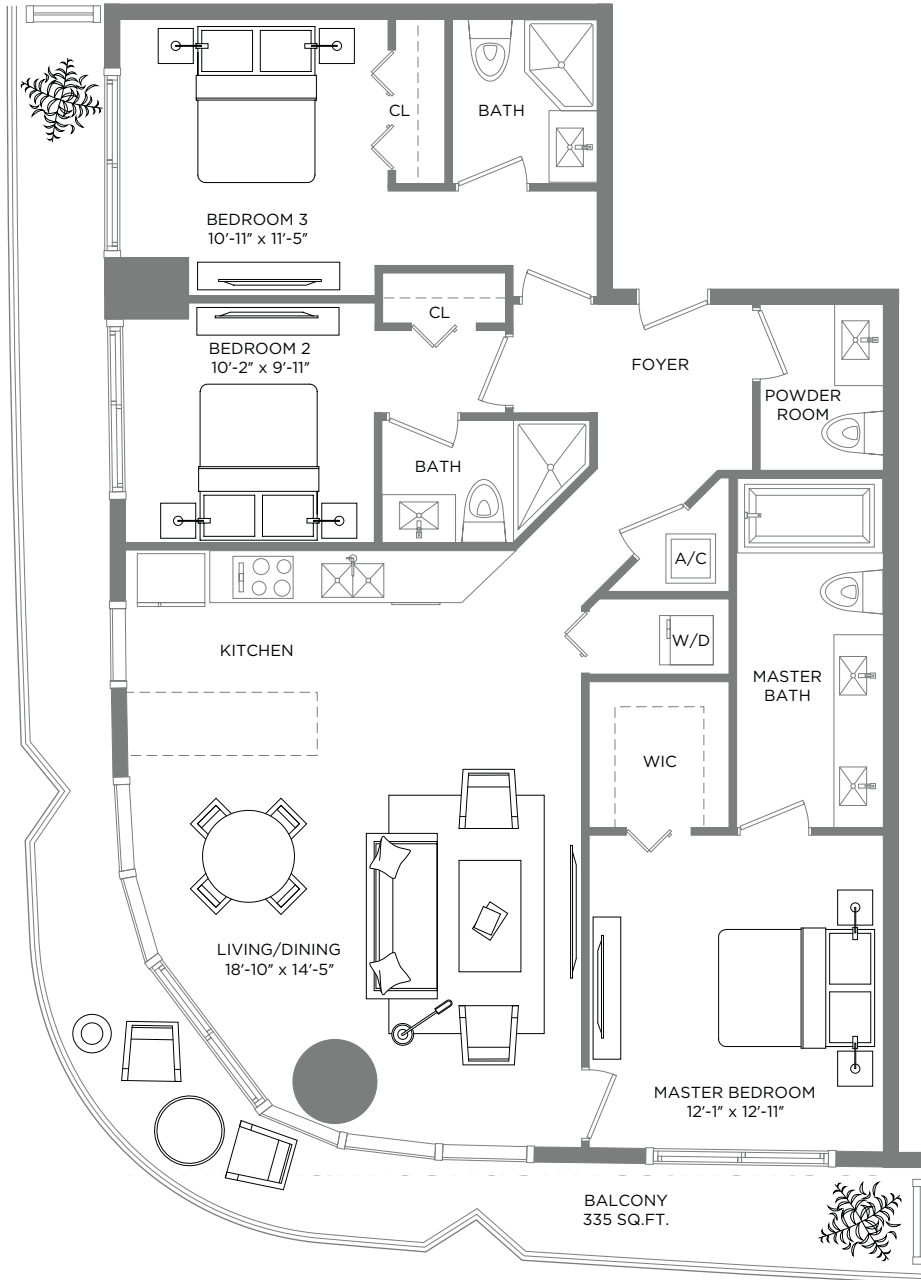 CL
BATH
BEDROOM 3
10'-11" x 11'-5"
CL
BEDROOM 2
10'-2" x 9'-11"
FOYER
POWDER
ROOM
BATH
A/C
W/D
KITCHEN
MASTER
BATH
WIC
LIVING/DINING
18'-10" x 14'-5"
MASTER BEDROOM
12'-1" x 12'-11"
BALCONY
335 SQ.FT.